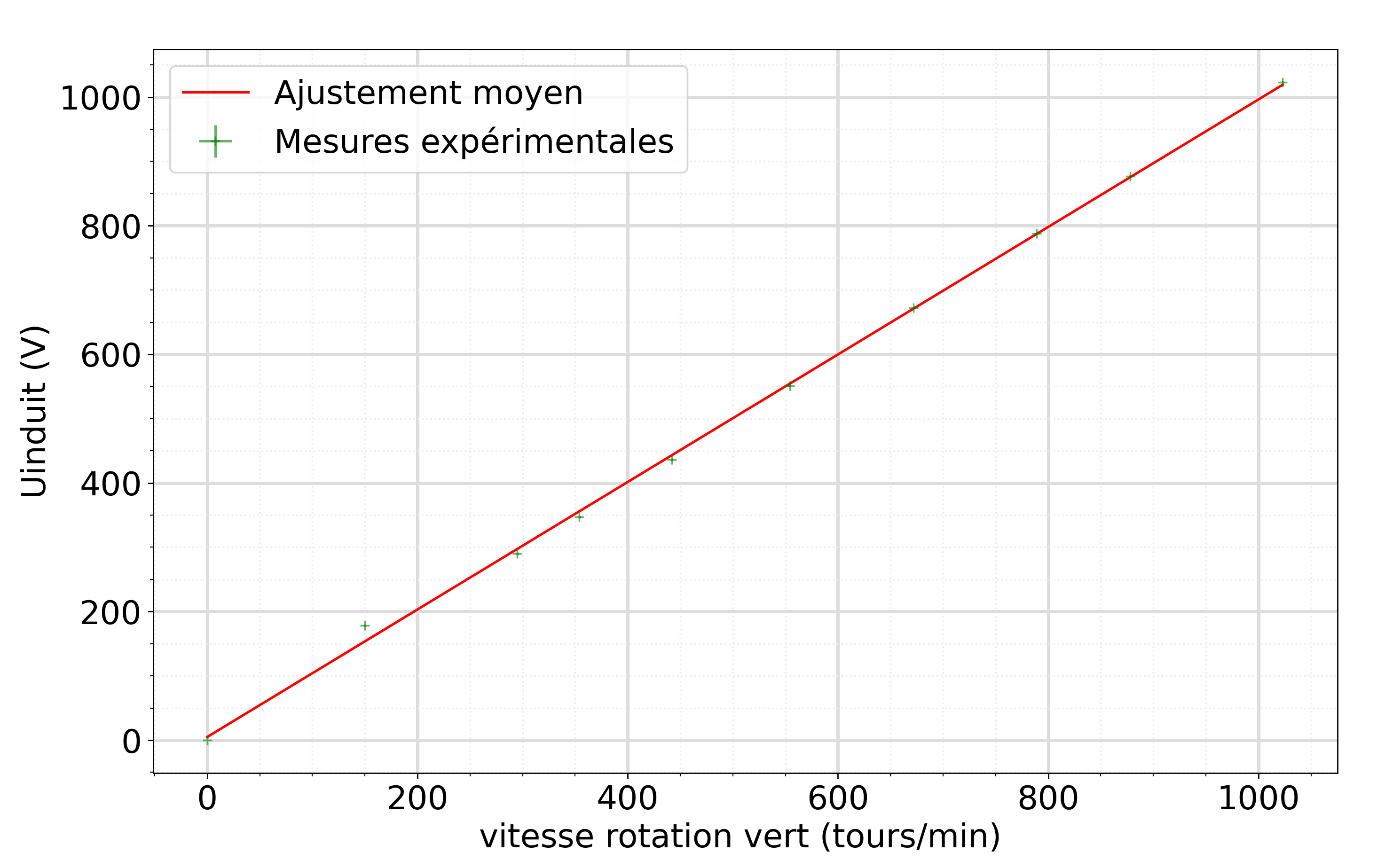 Ajustement moyen
Mesures expérimentales
Uinduit (V)
1000
800
600
400
200
0
0 200 400 600 800 1000
vitesse rotation vert (tours/min)